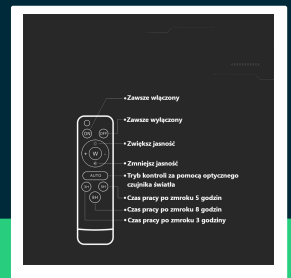 Zawsze włączony
Zawsze wyłączony
ON
OFF
Zwiększ jasność
W
Zmniejsz jasność
AUTO
Tryb kontroli za pomocą optycznego
czujnika światła
3H
5H
8H
Czas pracy po zmroku 5 godzin
Czas pracy po zmroku 8 godzin
Czas pracy po zmroku 3 godziny